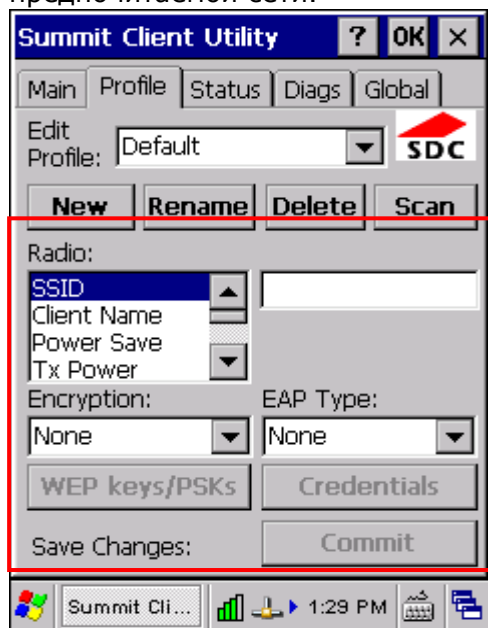 предпочитаемой сети.
Summit Client Utility ? OK ×
Main Profile Status Diags Global
Edit
Profile: Default SDC
New Rename Delete Scan
Radio:
SSID
Client Name
Power Save
Tx Power
Encryption: EAP Type:
None None
WEP keys/PSKs Credentials
Save Changes: Commit
Summit Cli... 1:29 PM